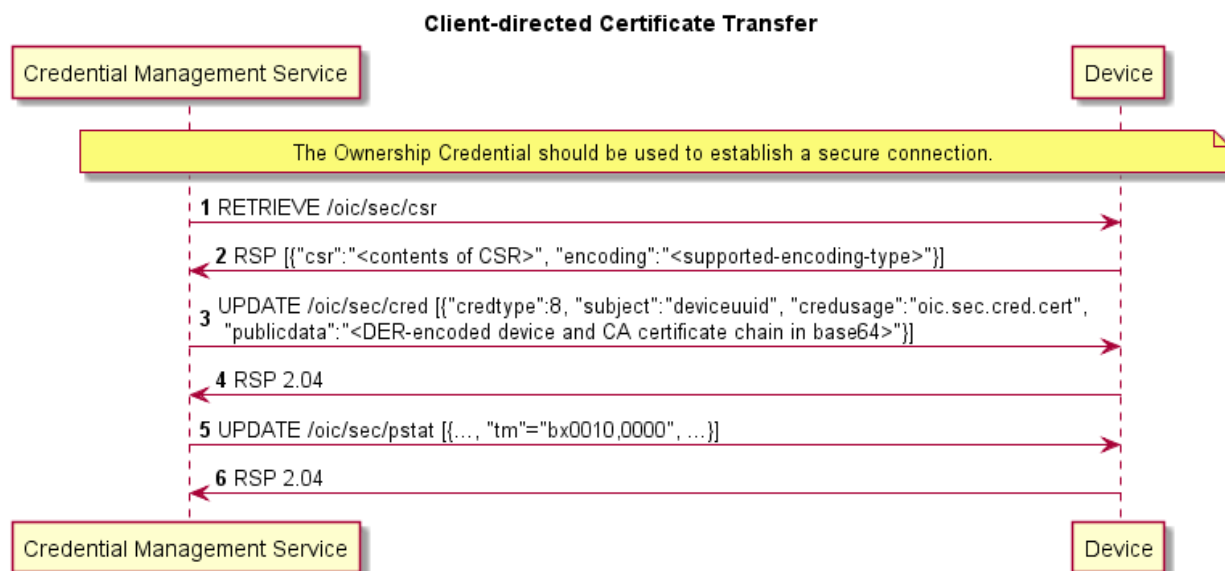 Client-directed Certificate Transfer
Credential Management Service
Device
The Ownership Credential should be used to establish a secure connection.
1 RETRIEVE /oic/sec/csr
2 RSP [{"csr":"<contents of CSR>", "encoding":"<supported-encoding-type>"}]
3 UPDATE /oic/sec/cred [{"credtype":8, "subject":"deviceuuid", "credusage":"oic.sec.cred.cert",
"publicdata":"<DER-encoded device and CA certificate chain in base64>"}]
4 RSP 2.04
5 UPDATE /oic/sec/pstat [{..., "tm"="bx0010,0000", ...}]
6 RSP 2.04
Credential Management Service
Device